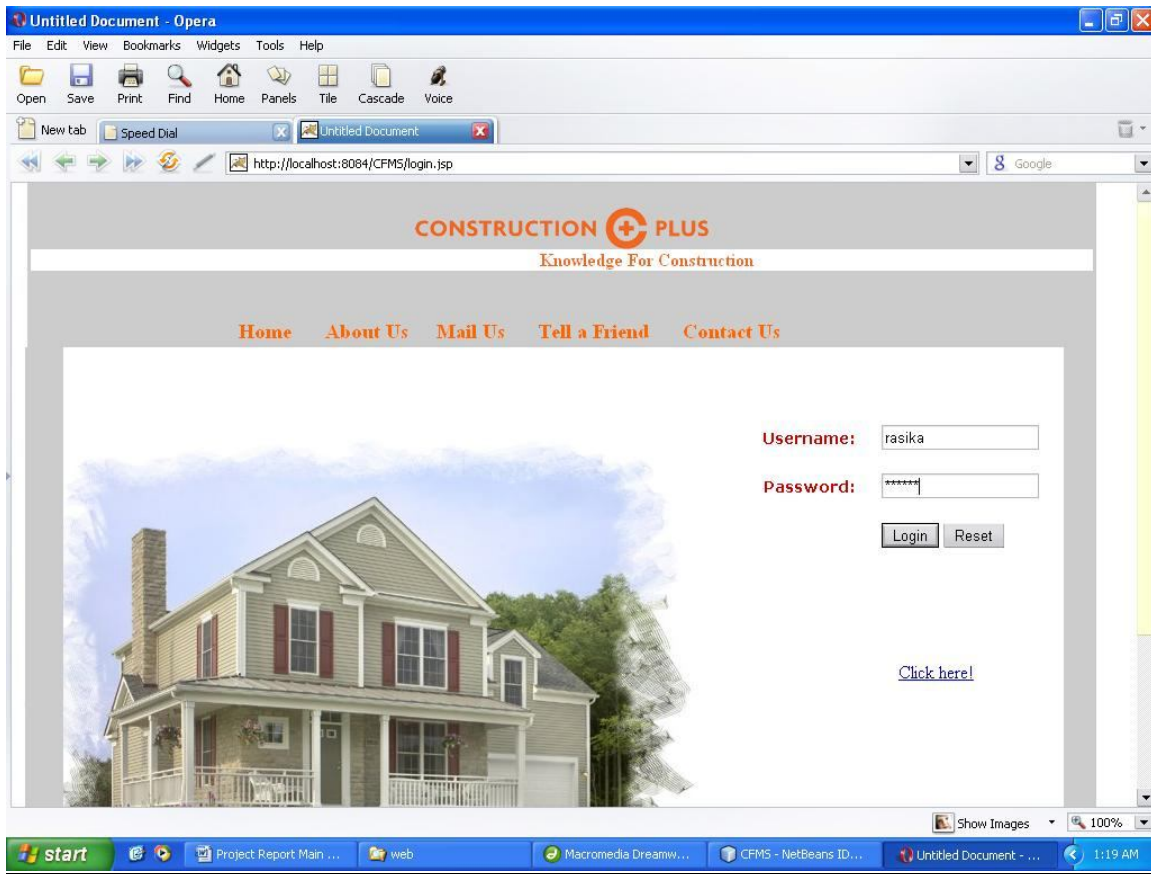 Untitled Document - Opera
File Edit View Bookmarks Widgets Tools Help
Open Save Print Find Home Panels Tile Cascade Voice
New tab Speed Dial Untitled Document
http://localhost:8084/CFMS/login.jsp Google
CONSTRUCTION PLUS
Knowledge For Construction
Home About Us Mail Us Tell a Friend Contact Us
Username: rasika
Password: ******
Login Reset
Click here!
Show Images 100%
start Project Report Main ... web Macromedia Dreamw... CFMS - NetBeans ID... Untitled Document - ... 1:19 AM